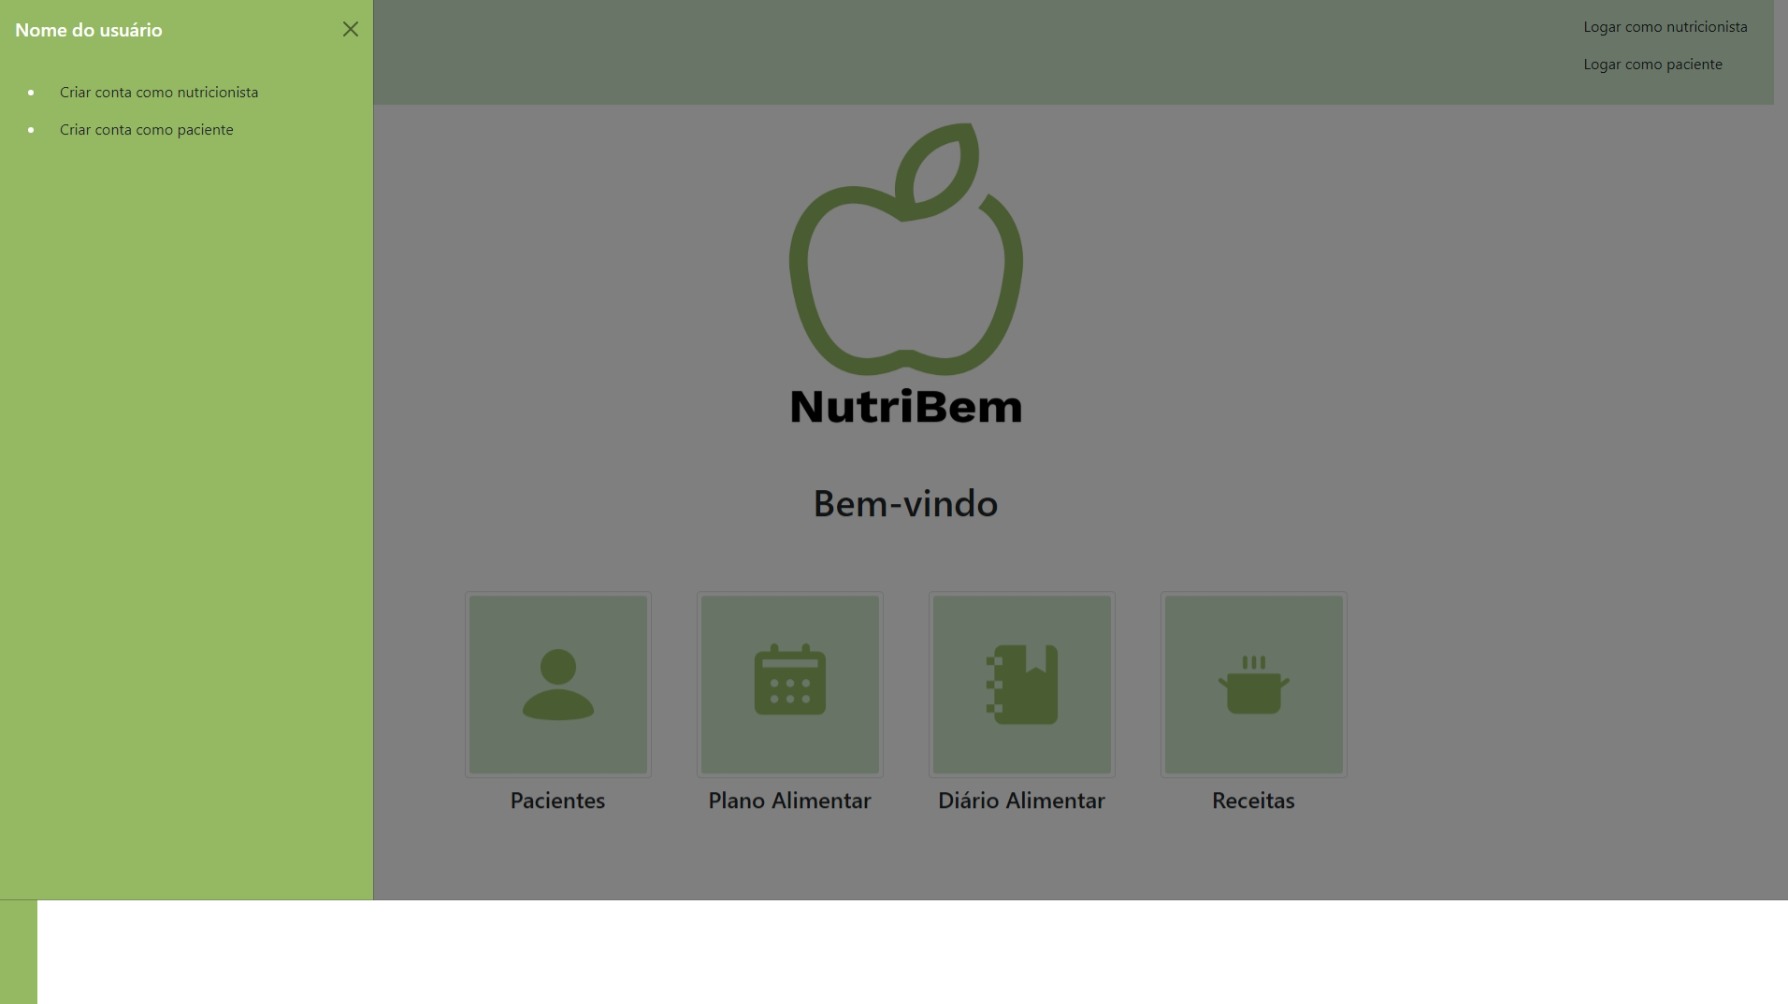 Nome do usuário
Criar conta como nutricionista
Criar conta como paciente
Logar como nutricionista
Logar como paciente
NutriBem
Bem-vindo
Pacientes
Plano Alimentar
Diário Alimentar
Receitas